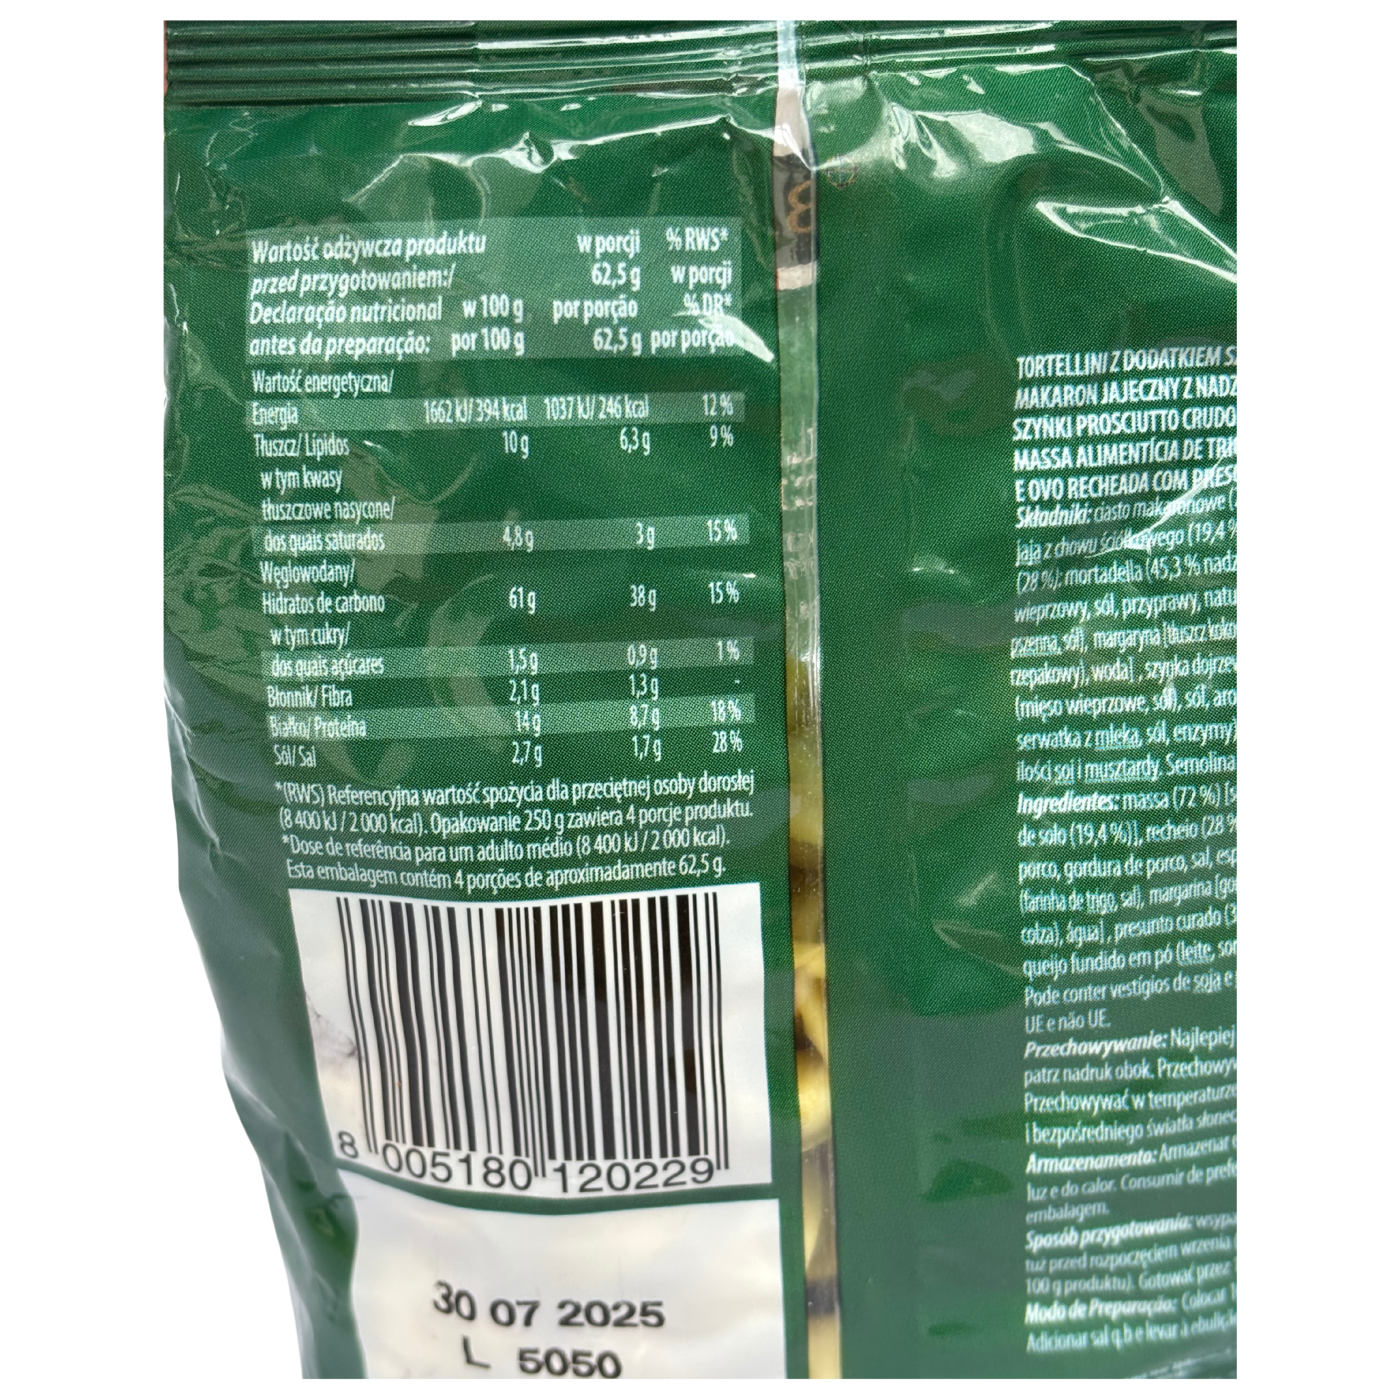 Wartość odżywcza produktu w porcji % RWS*
przed przygotowaniem:/ 62,5 g w porcji
Declaração nutricional w 100 g por porção % DR*
antes da preparação: por 100 g 62,5 g por porção
Wartość energetyczna/
Energia 1662 kJ/ 394 kcal 1037 kJ/ 246 kcal 12 %
Tłuszcz/ Lípidos 10 g 6,3 g 9 %
w tym kwasy
tłuszczowe nasycone/
dos quais saturados 4,8 g 3 g 15 %
Węglowodany/
Hidratos de carbono 61 g 38 g 15 %
w tym cukry/
dos quais açúcares 1,5 g 0,9 g 1 %
Błonnik/ Fibra 2,1 g 1,3 g -
Białko/ Proteína 14 g 8,7 g 18 %
Sól/ Sal 2,7 g 1,7 g 28 %
*(RWS) Referencyjna wartość spożycia dla przeciętnej osoby dorosłej
(8 400 kJ / 2 000 kcal). Opakowanie 250 g zawiera 4 porcje produktu.
*Dose de referência para um adulto médio (8 400 kJ / 2 000 kcal).
Esta embalagem contém 4 porções de aproximadamente 62,5 g.
8 005180 120229
30 07 2025
L 5050
TORTELLINI Z DODATKIEM
MAKARON JAJECZNY Z
SZYNKI PROSCIUTTO CRUDO
MASSA ALIMENTÍCIA DE
E OVO RECHEADA COM
Składniki: ciasto makaronowe
jaja z chowu ściółkowego (19,4 %
(28 %): mortadela (45,3 %
wieprzowy, sól, przyprawy,
pszenna, sól), margaryna [tłuszcz
rzepakowy), woda], szynka
(mięso wieprzowe, sól), sól,
serwatka z mleka, sól, enzymy)
ilości soi i musztardy. Semolina
Ingredientes: massa (72 %)
de solo (19,4 %)], recheio (28 %
porco, gordura de porco, sal,
(farinha de trigo, sal), margarina
colza), água], presunto curado
queijo fundido em pó (leite,
Pode conter vestígios de soja e
UE e não UE.
Przechowywanie: Najlepiej
patrz nadruk obok.
Przechowywać w
i bezpośredniego światła
Armazenamento: Armazenar
luz e do calor. Consumir de
embalagem.
Sposób przygotowania:
tuż przed rozpoczęciem wrzenia
100 g produktu). Gotować przez
Modo de Preparação: Colocar
Adicionar sal q b e levar à